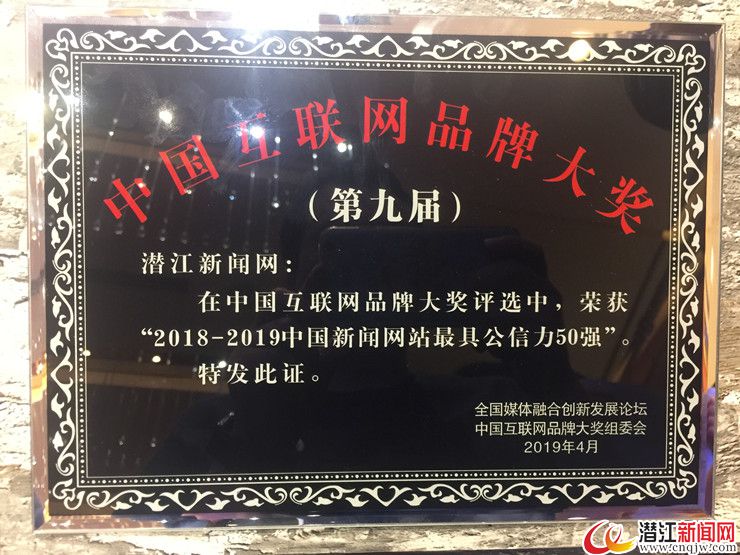 中国互联网品牌大奖
（第九届）
潜江新闻网：
在中国互联网品牌大奖评选中，荣获
“2018-2019中国新闻网站最具公信力50强”。
特发此证。
全国媒体融合创新发展论坛
中国互联网品牌大奖组委会
2019年4月
潜江新闻网
www.cnqjw.com